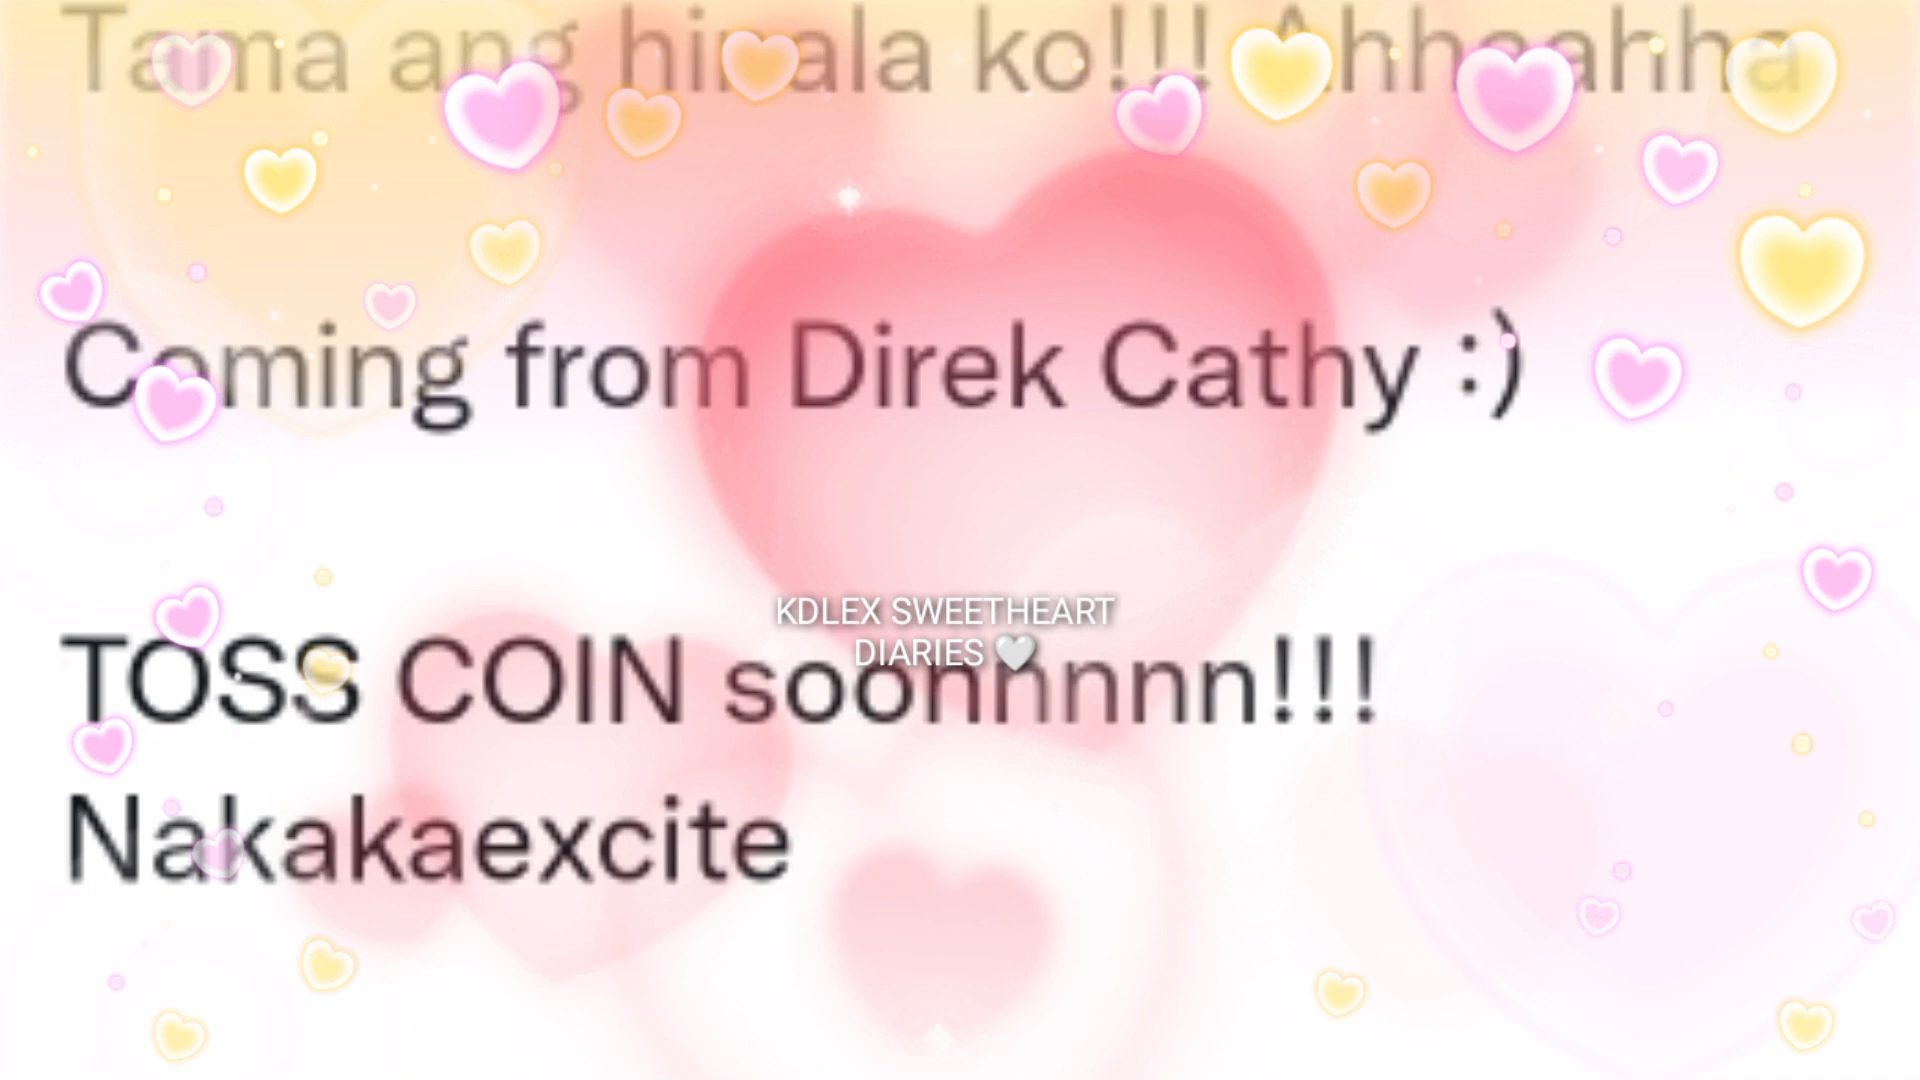 Tama ang hinala ko!!! Ahhaahha
Coming from Direk Cathy :)
KDLEX SWEETHEART
DIARIES 🤍
TOSS COIN soonnnnn!!!
Nakakaexcite